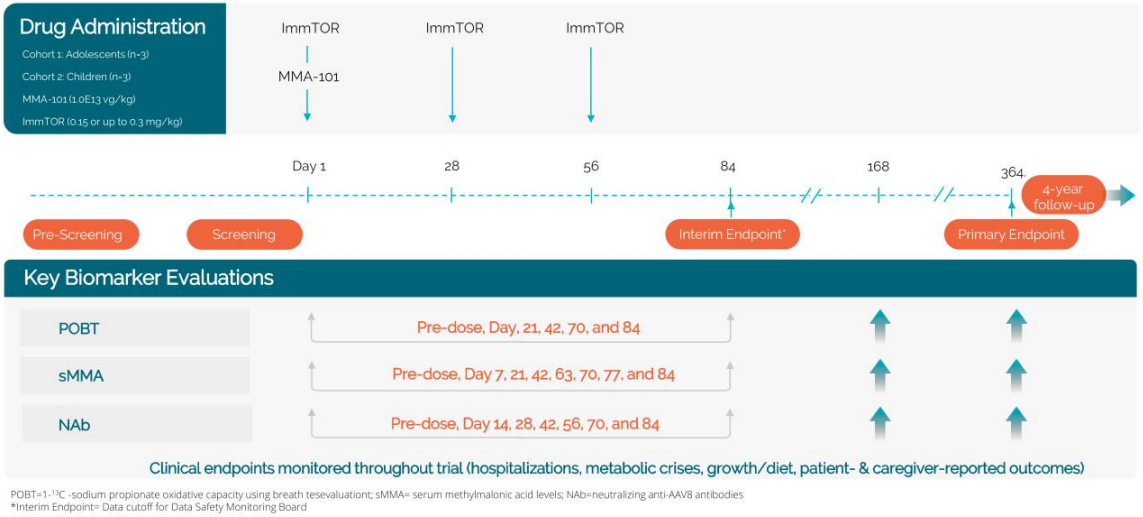 Drug Administration
Cohort 1: Adolescents (n=3)
Cohort 2: Children (n=3)
MMA-101 (1.0E13 vg/kg)
ImmTOR (0.15 or up to 0.3 mg/kg)
ImmTOR ImmTOR ImmTOR
MMA-101
Day 1 28 56 84 168 364.
4-year
follow-up
Pre-Screening Screening Interim Endpoint* Primary Endpoint
Key Biomarker Evaluations
POBT Pre-dose, Day, 21, 42, 70, and 84
sMMA Pre-dose, Day 7, 21, 42, 63, 70, 77, and 84
NAb Pre-dose, Day 14, 28, 42, 56, 70, and 84
Clinical endpoints monitored throughout trial (hospitalizations, metabolic crises, growth/diet, patient- & caregiver-reported outcomes)
POBT=1-¹³C -sodium propionate oxidative capacity using breath tesevaluationt; sMMA= serum methylmalonic acid levels; NAb=neutralizing anti-AAV8 antibodies
*Interim Endpoint= Data cutoff for Data Safety Monitoring Board